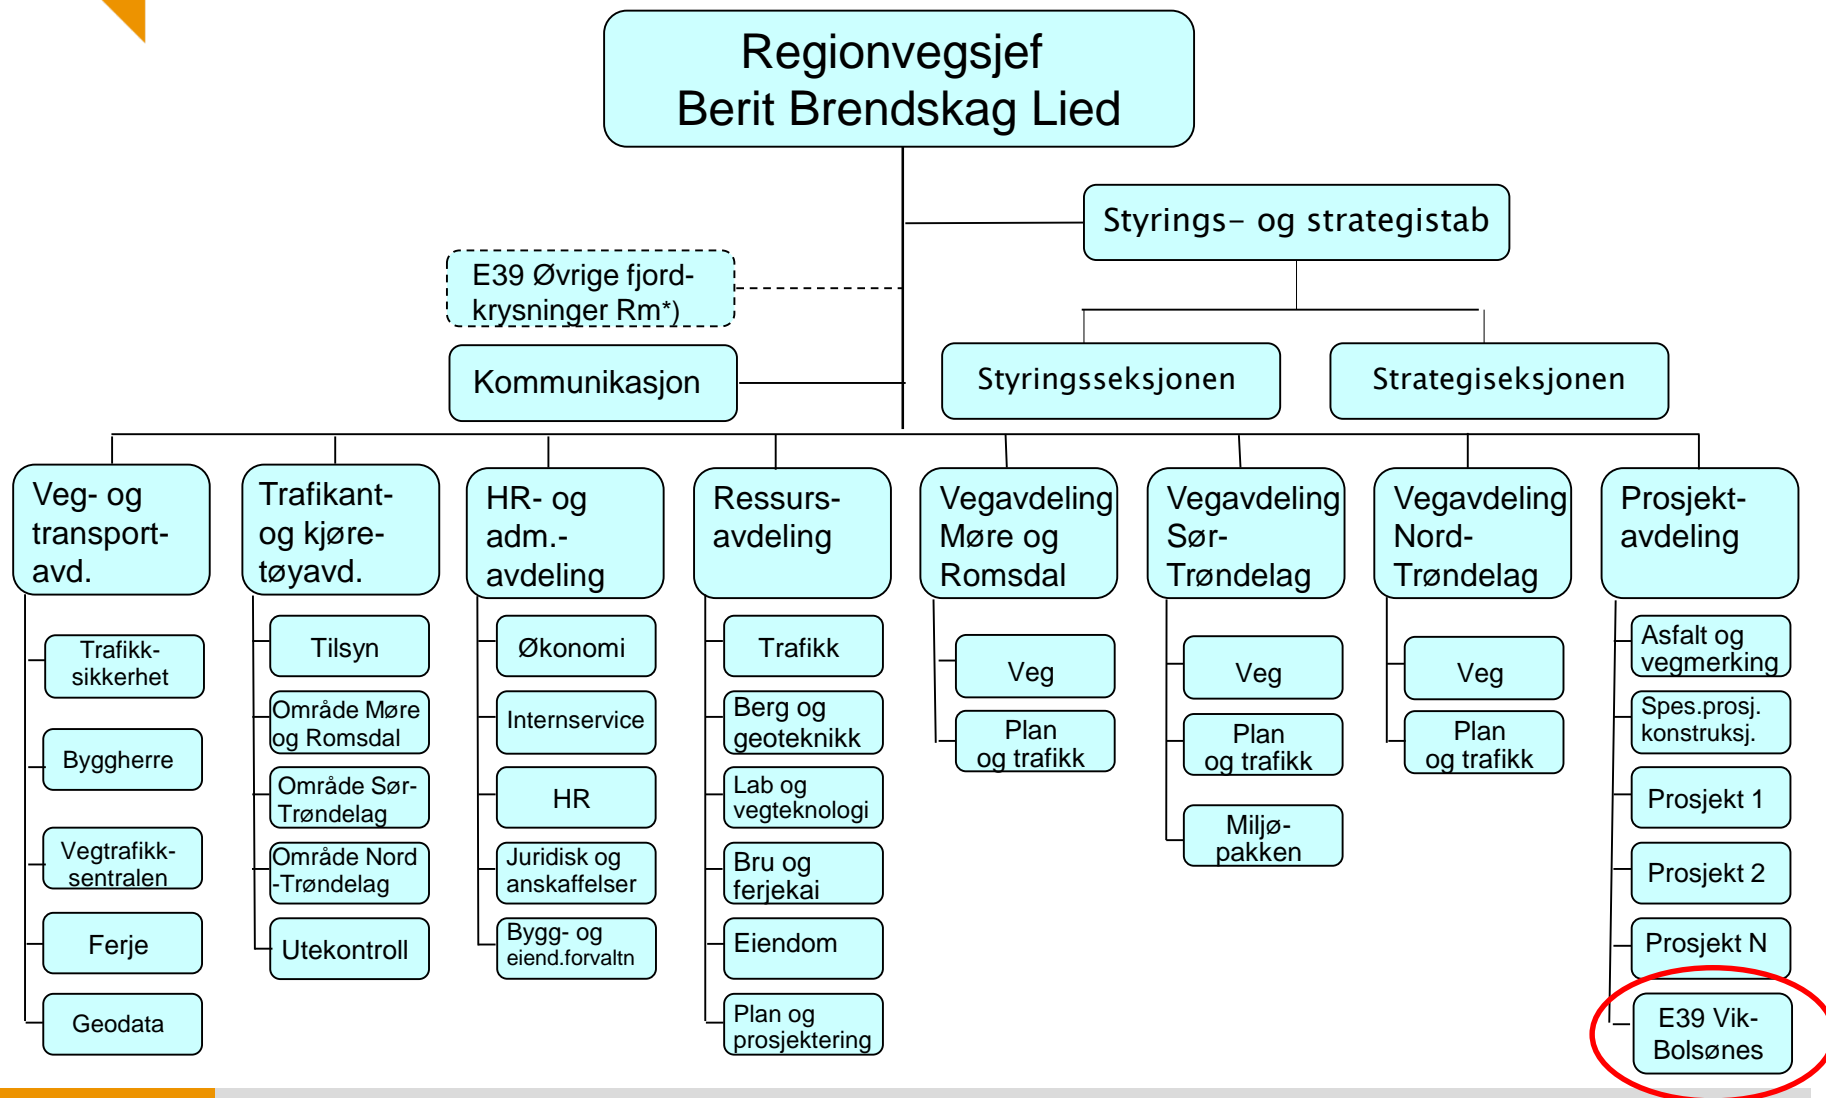 Regionvegsjef
Berit Brendskag Lied
Styrings- og strategistab
E39 Øvrige fjord-
krysninger Rm*)
Kommunikasjon
Styringsseksjonen
Strategiseksjonen
Veg- og
transport-
avd.
Trafikksikkerhet
Trafikk-
sikkerhet
Byggherre
Vegtrafikk-
sentralen
Ferje
Geodata
Trafikant-
og kjøre-
tøyavd.
Tilsyn
Område Møre
og Romsdal
Område Sør-
Trøndelag
Område Nord
-Trøndelag
Utekontroll
HR- og
adm.-
avdeling
Økonomi
Internservice
HR
Juridisk og
anskaffelser
Bygg- og
eiend.forvaltn
Ressurs-
avdeling
Trafikk
Berg og
geoteknikk
Lab og
vegteknologi
Bru og
ferjekai
Eiendom
Plan og
prosjektering
Vegavdeling
Møre og
Romsdal
Veg
Plan
og trafikk
Vegavdeling
Sør-
Trøndelag
Veg
Plan
og trafikk
Miljø-
pakken
Vegavdeling
Nord-
Trøndelag
Veg
Plan
og trafikk
Prosjekt-
avdeling
Asfalt og
vegmerking
Spes.prosj.
konstruksj.
Prosjekt 1
Prosjekt 2
Prosjekt N
E39 Vik-
Bolsønes